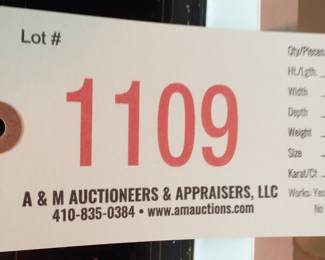 Lot #
1109
A & M AUCTIONEERS & APPRAISERS, LLC
410-835-0384 • www.amauctions.com
Qty/Pieces
Ht./Lgth.
Width
Depth
Weight
Size
Karat/Ct
Works: Yes
No